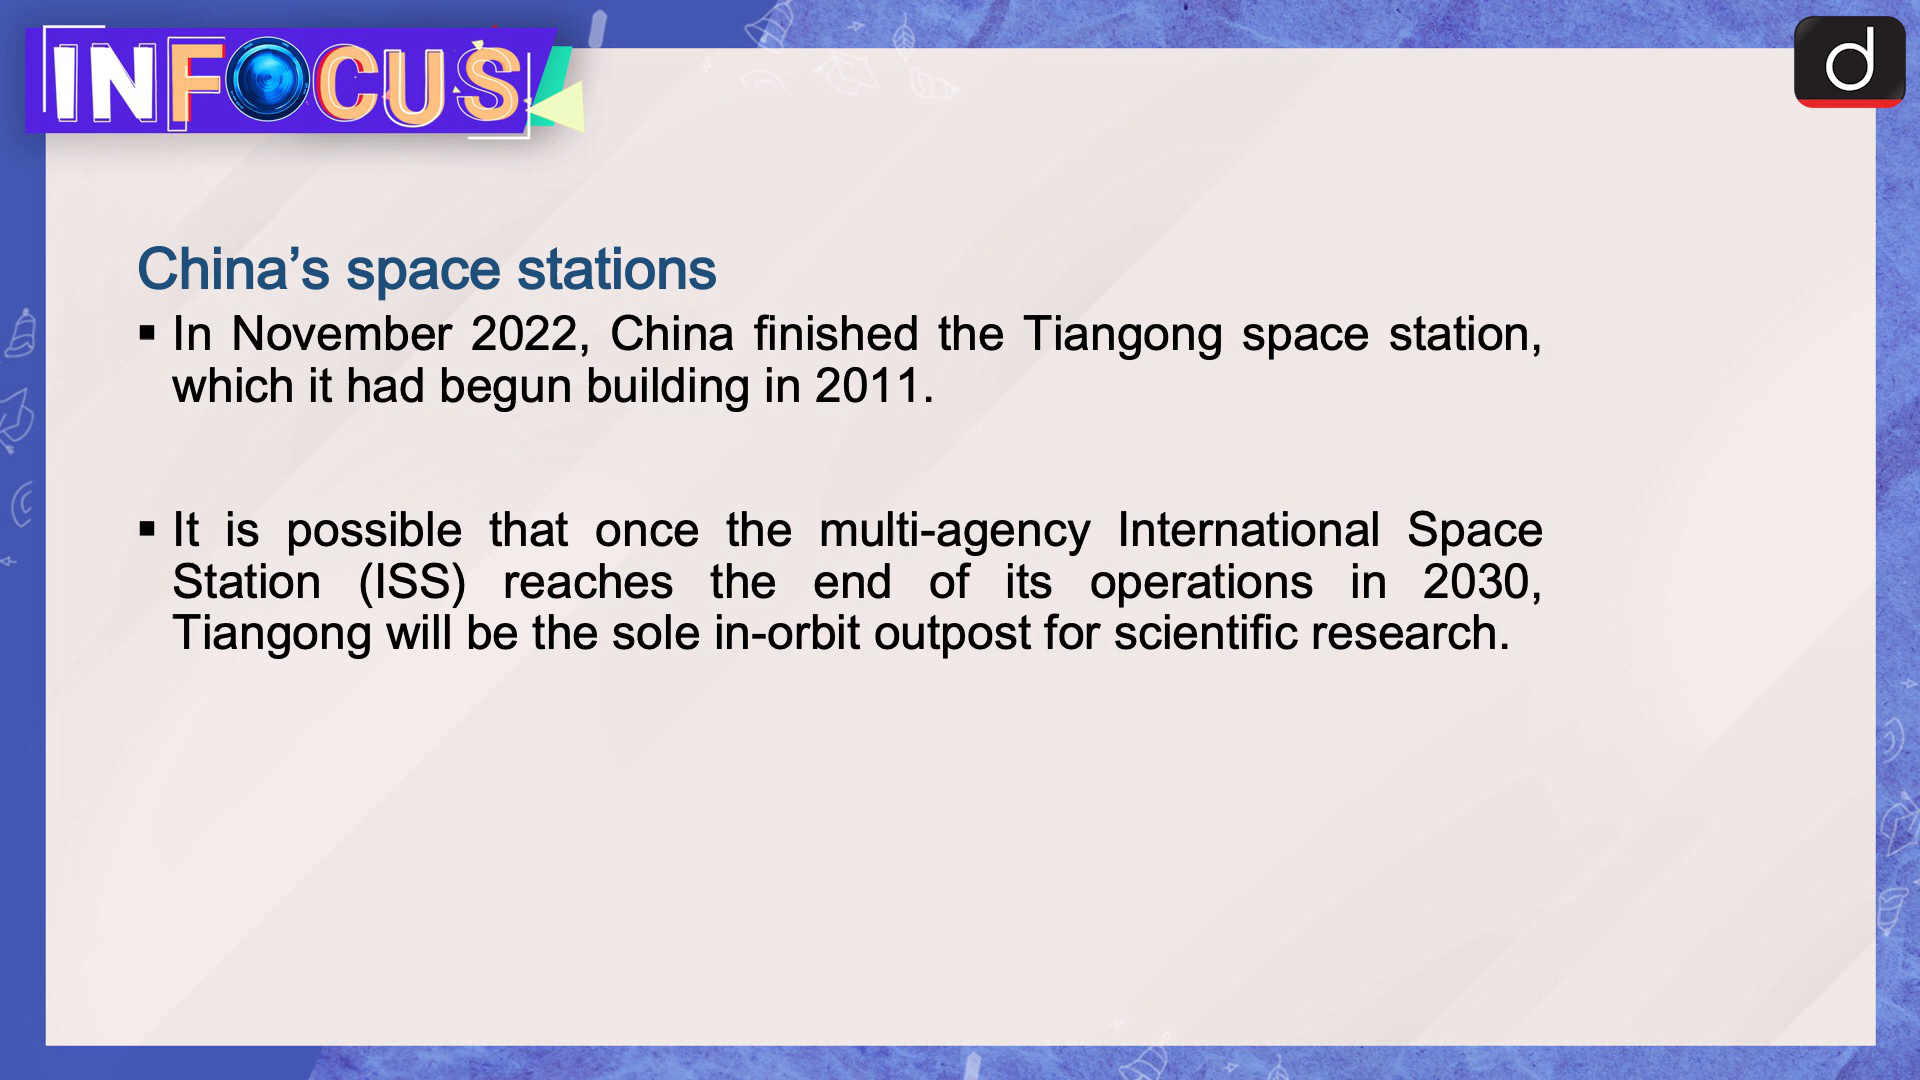 INFOCUS
d
China’s space stations
▪ In November 2022, China finished the Tiangong space station,
which it had begun building in 2011.
▪ It is possible that once the multi-agency International Space
Station (ISS) reaches the end of its operations in 2030,
Tiangong will be the sole in-orbit outpost for scientific research.